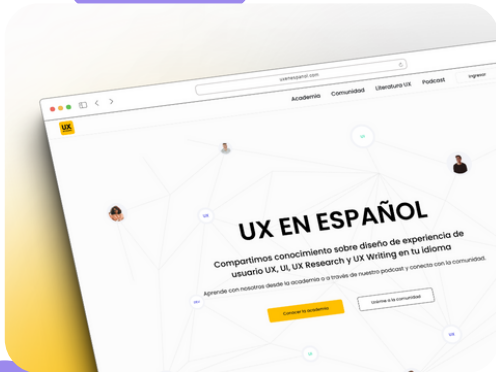 uxenespanol.com
UX
Academia Comunidad Literatura UX Podcast Ingresar
UX EN ESPAÑOL
Compartimos conocimiento sobre diseño de experiencia de
usuario UX, UI, UX Research y UX Writing en tu idioma
Aprende con nosotros desde la academia o a través de nuestro podcast y conecta con la comunidad.
Conocer la academia
Unirme a la comunidad